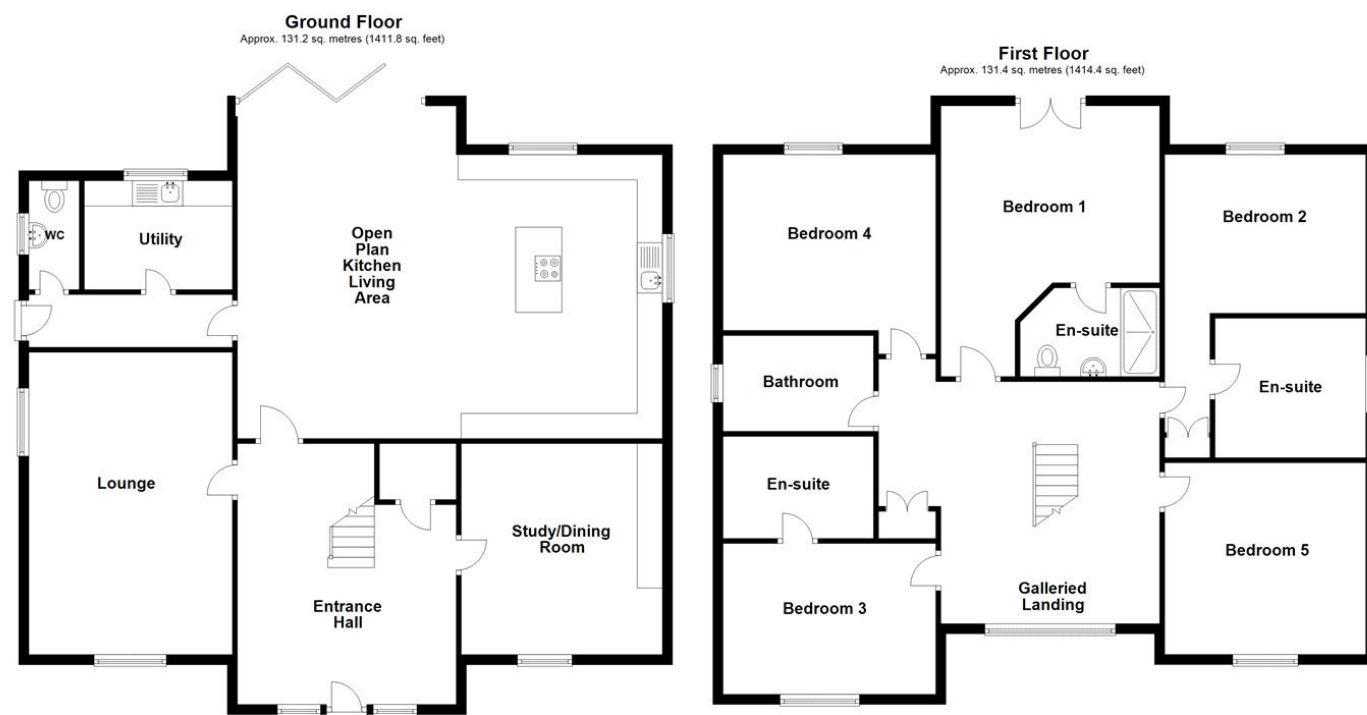 Ground Floor
Approx. 131.2 sq. metres (1411.8 sq. feet)
WC
Utility
Open
Plan
Kitchen
Living
Area
Lounge
Study/Dining
Room
Entrance
Hall
First Floor
Approx. 131.4 sq. metres (1414.4 sq. feet)
Bedroom 4
Bedroom 1
Bedroom 2
En-suite
Bathroom
En-suite
En-suite
Bedroom 5
Bedroom 3
Galleried
Landing